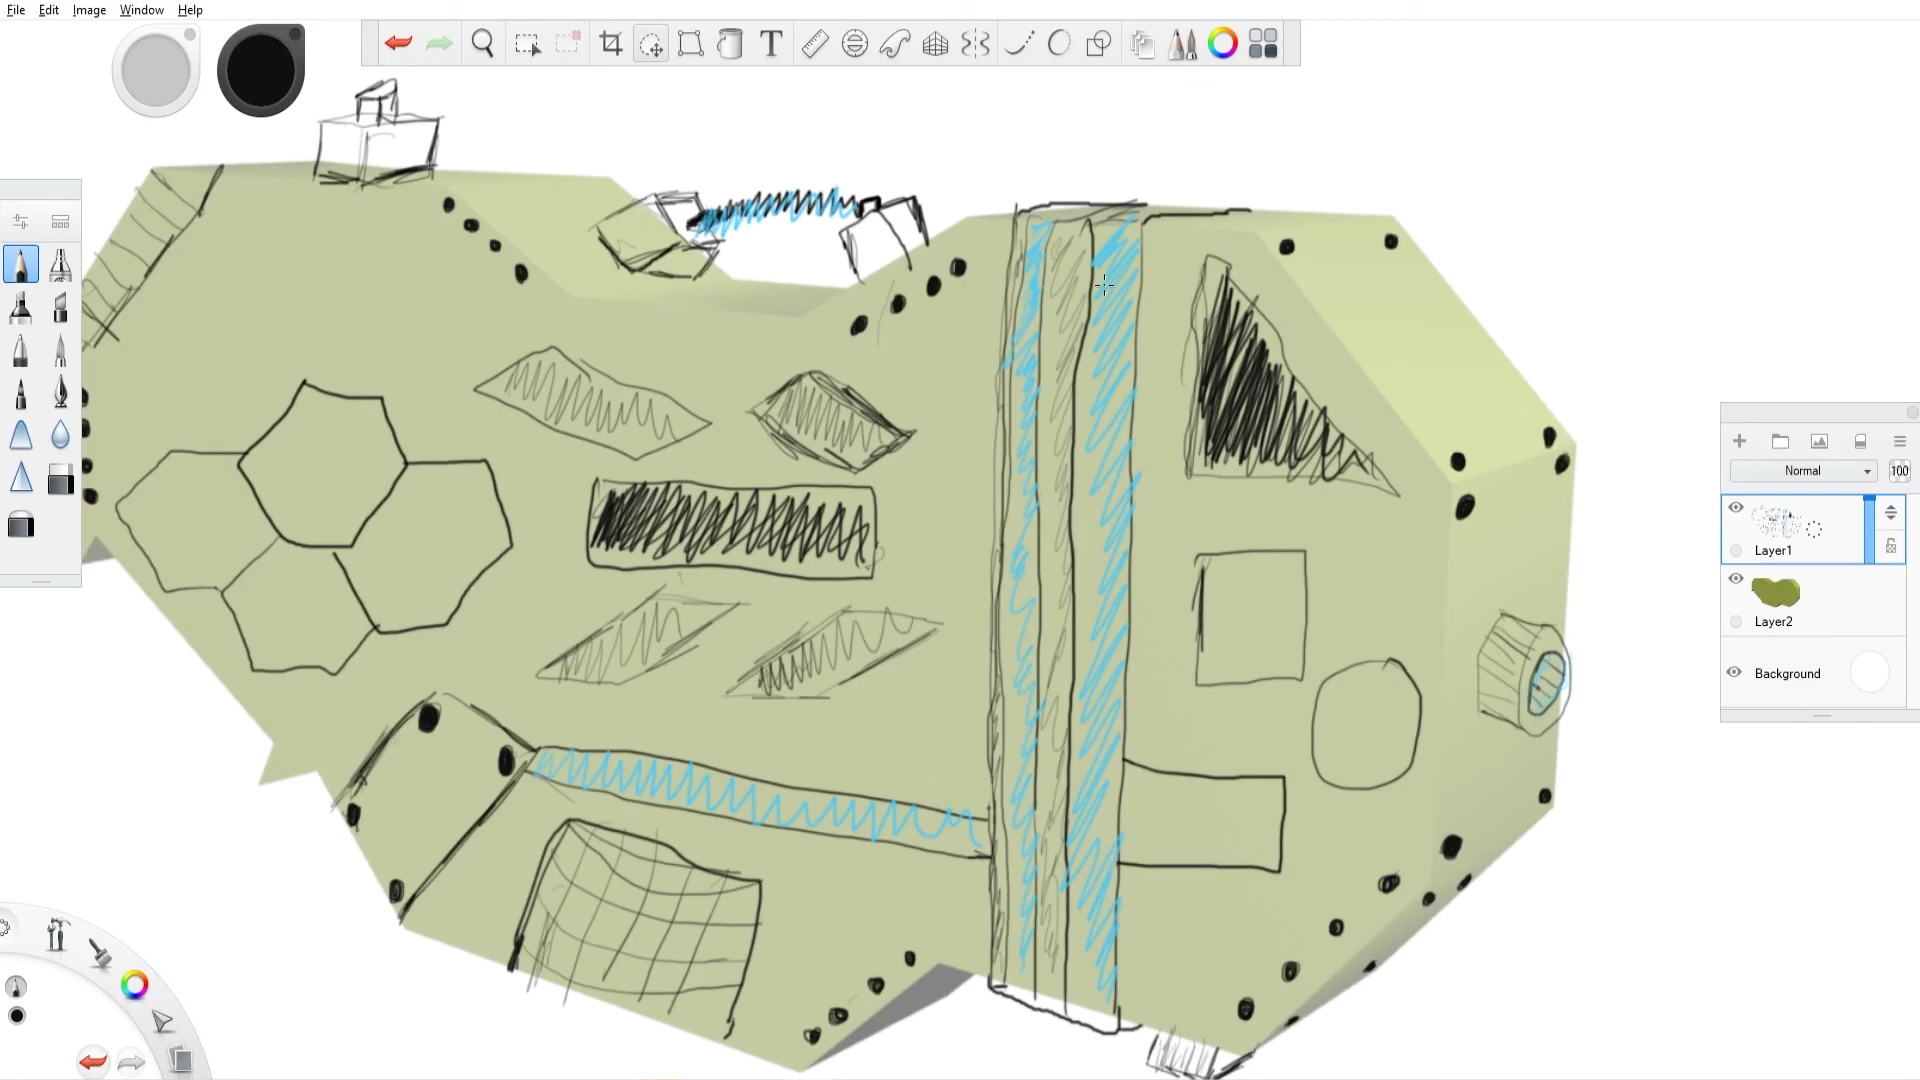 File Edit Image Window Help
Normal 100
Layer1
Layer2
Background